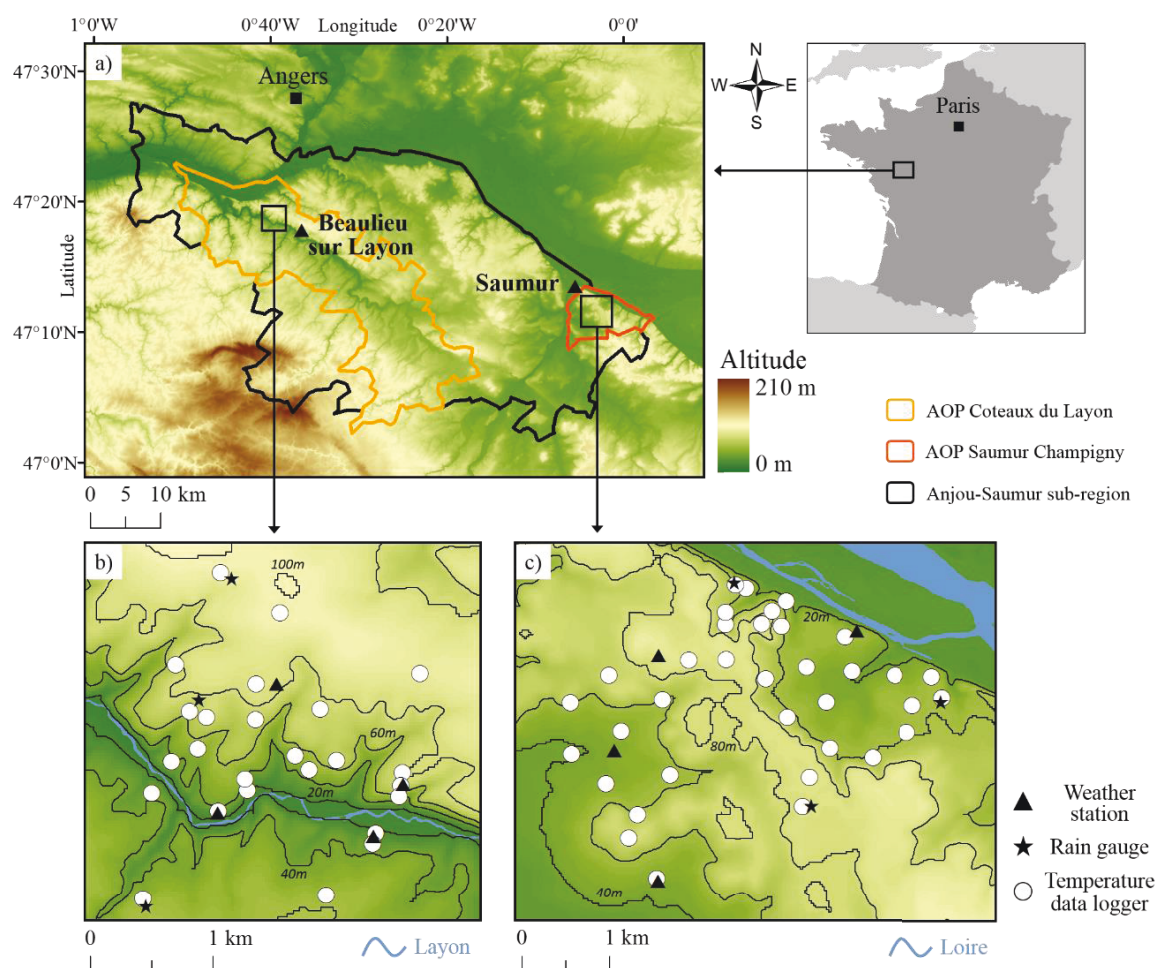 1°0'W 0°40'W Longitude 0°20'W 0°0'
47°30'N
47°20'N
47°10'N
47°0'N
Latitude
a)
Angers
Beaulieu
sur Layon
Saumur
0 5 10 km
N
W E
S
Paris
Altitude
210 m
0 m
AOP Coteaux du Layon
AOP Saumur Champigny
Anjou-Saumur sub-region
b)
100m
60m
20m
40m
0 1 km
Layon
c)
20m
80m
40m
0 1 km
Loire
Weather
station
Rain gauge
Temperature
data logger